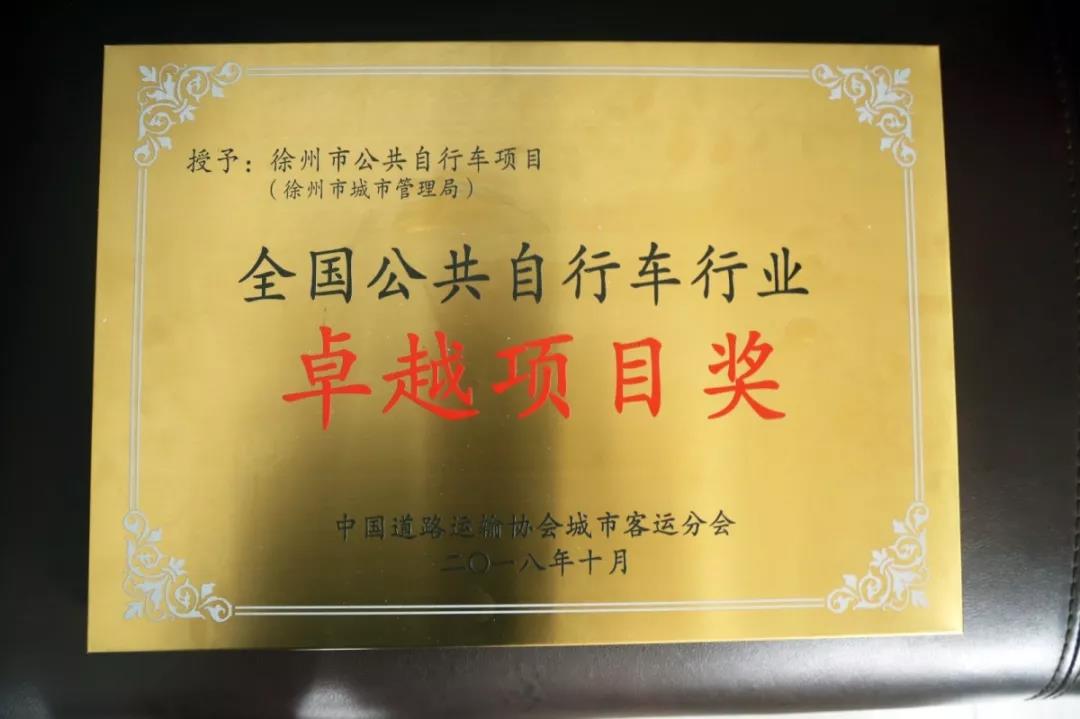 授予：徐州市公共自行车项目
（徐州市城市管理局）
全国公共自行车行业
卓越项目奖
中国道路运输协会城市客运分会
二〇一八年十月